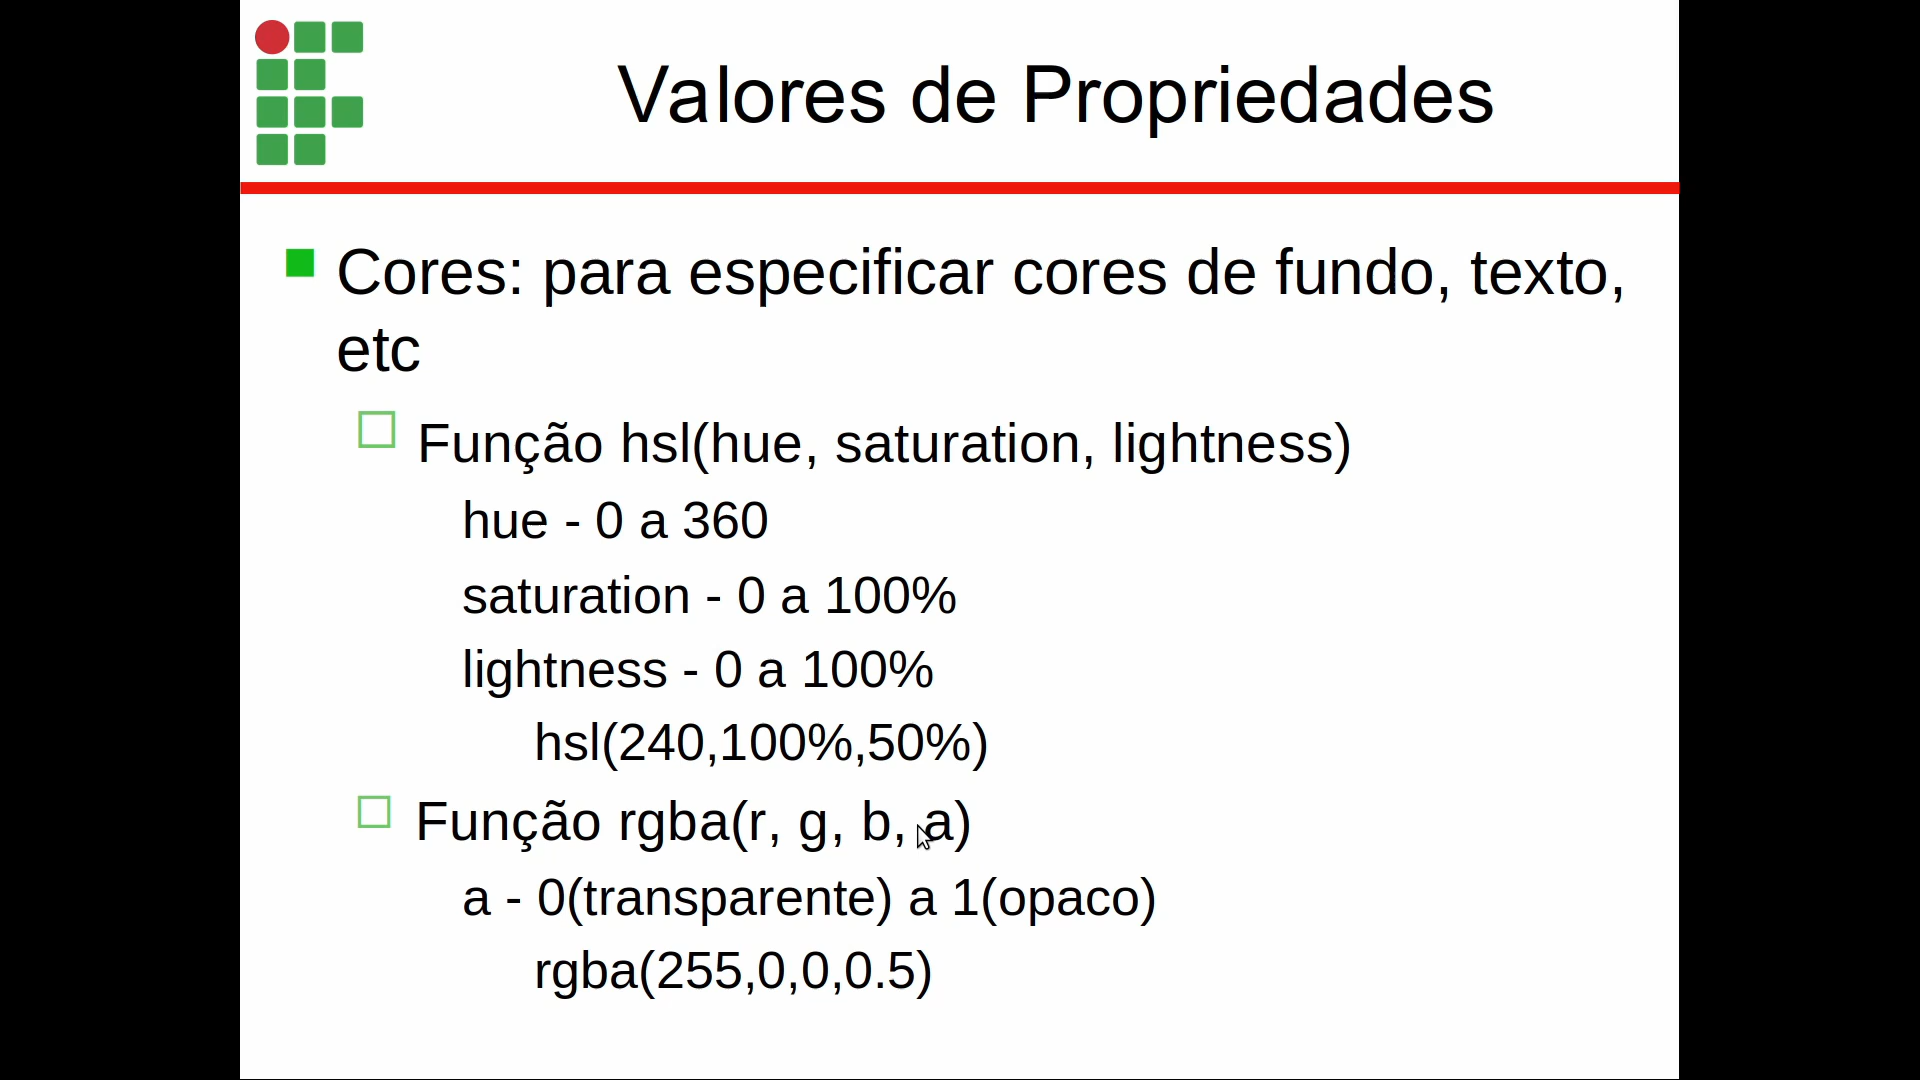 Valores de Propriedades
Cores: para especificar cores de fundo, texto,
etc
Função hsl(hue, saturation, lightness)
hue - 0 a 360
saturation - 0 a 100%
lightness - 0 a 100%
hsl(240,100%,50%)
Função rgba(r, g, b, a)
a - 0(transparente) a 1(opaco)
rgba(255,0,0,0.5)